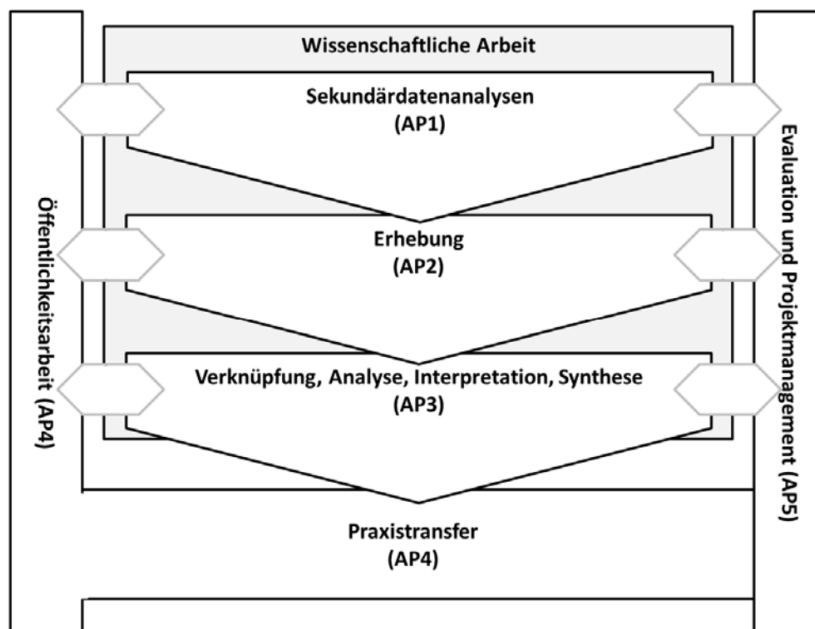 Wissenschaftliche Arbeit
Sekundärdatenanalysen
(AP1)
Erhebung
(AP2)
Verknüpfung, Analyse, Interpretation, Synthese
(AP3)
Praxistransfer
(AP4)
Öffentlichkeitsarbeit (AP4)
Evaluation und Projektmanagement (AP5)